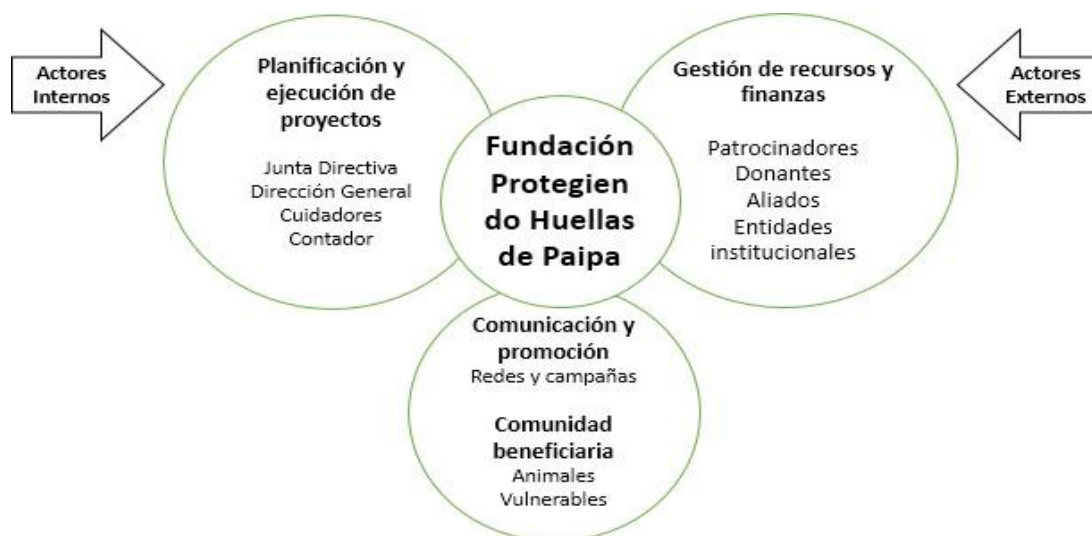 Actores
Internos
Planificación y
ejecución de
proyectos
Junta Directiva
Dirección General
Cuidadores
Contador
Fundación
Protegien
do Huellas
de Paipa
Gestión de recursos y
finanzas
Patrocinadores
Donantes
Aliados
Entidades
institucionales
Actores
Externos
Comunicación y
promoción
Redes y campañas
Comunidad
beneficiaria
Animales
Vulnerables